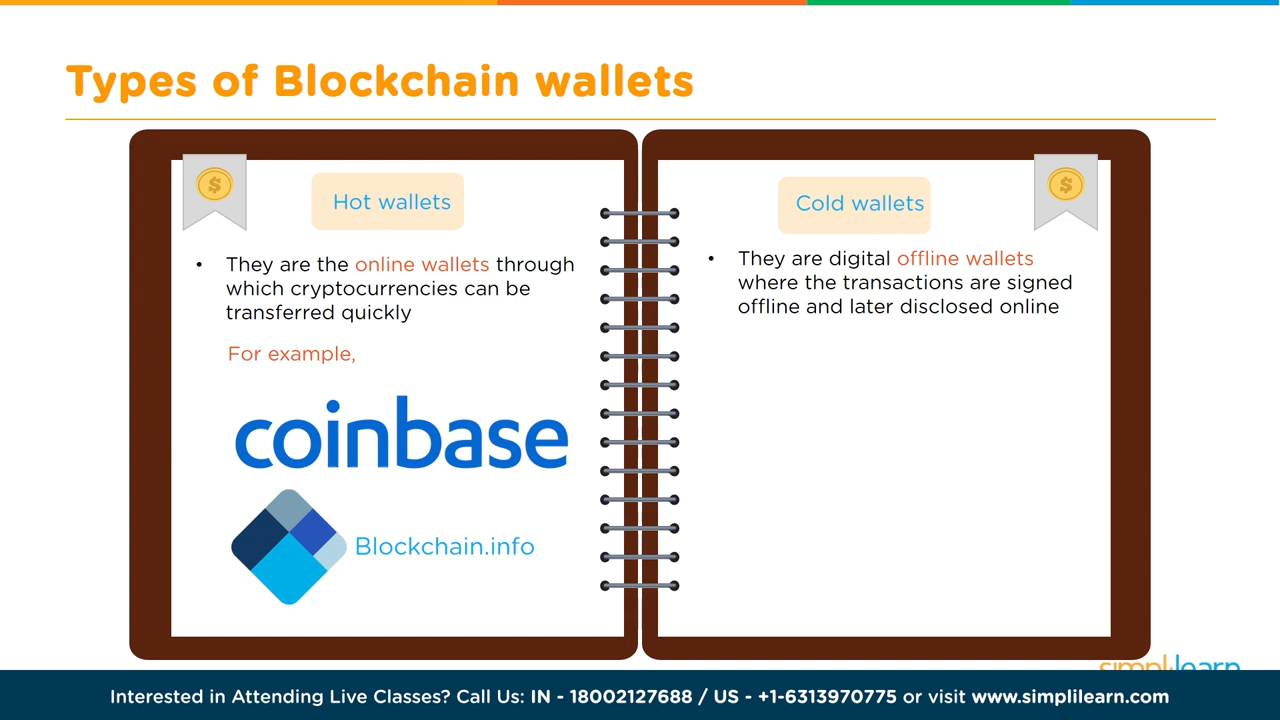 Types of Blockchain wallets
Hot wallets
• They are the online wallets through
which cryptocurrencies can be
transferred quickly
For example,
coinbase
Blockchain.info
Cold wallets
• They are digital offline wallets
where the transactions are signed
offline and later disclosed online
simplilearn
Interested in Attending Live Classes? Call Us: IN - 18002127688 / US - +1-6313970775 or visit www.simplilearn.com